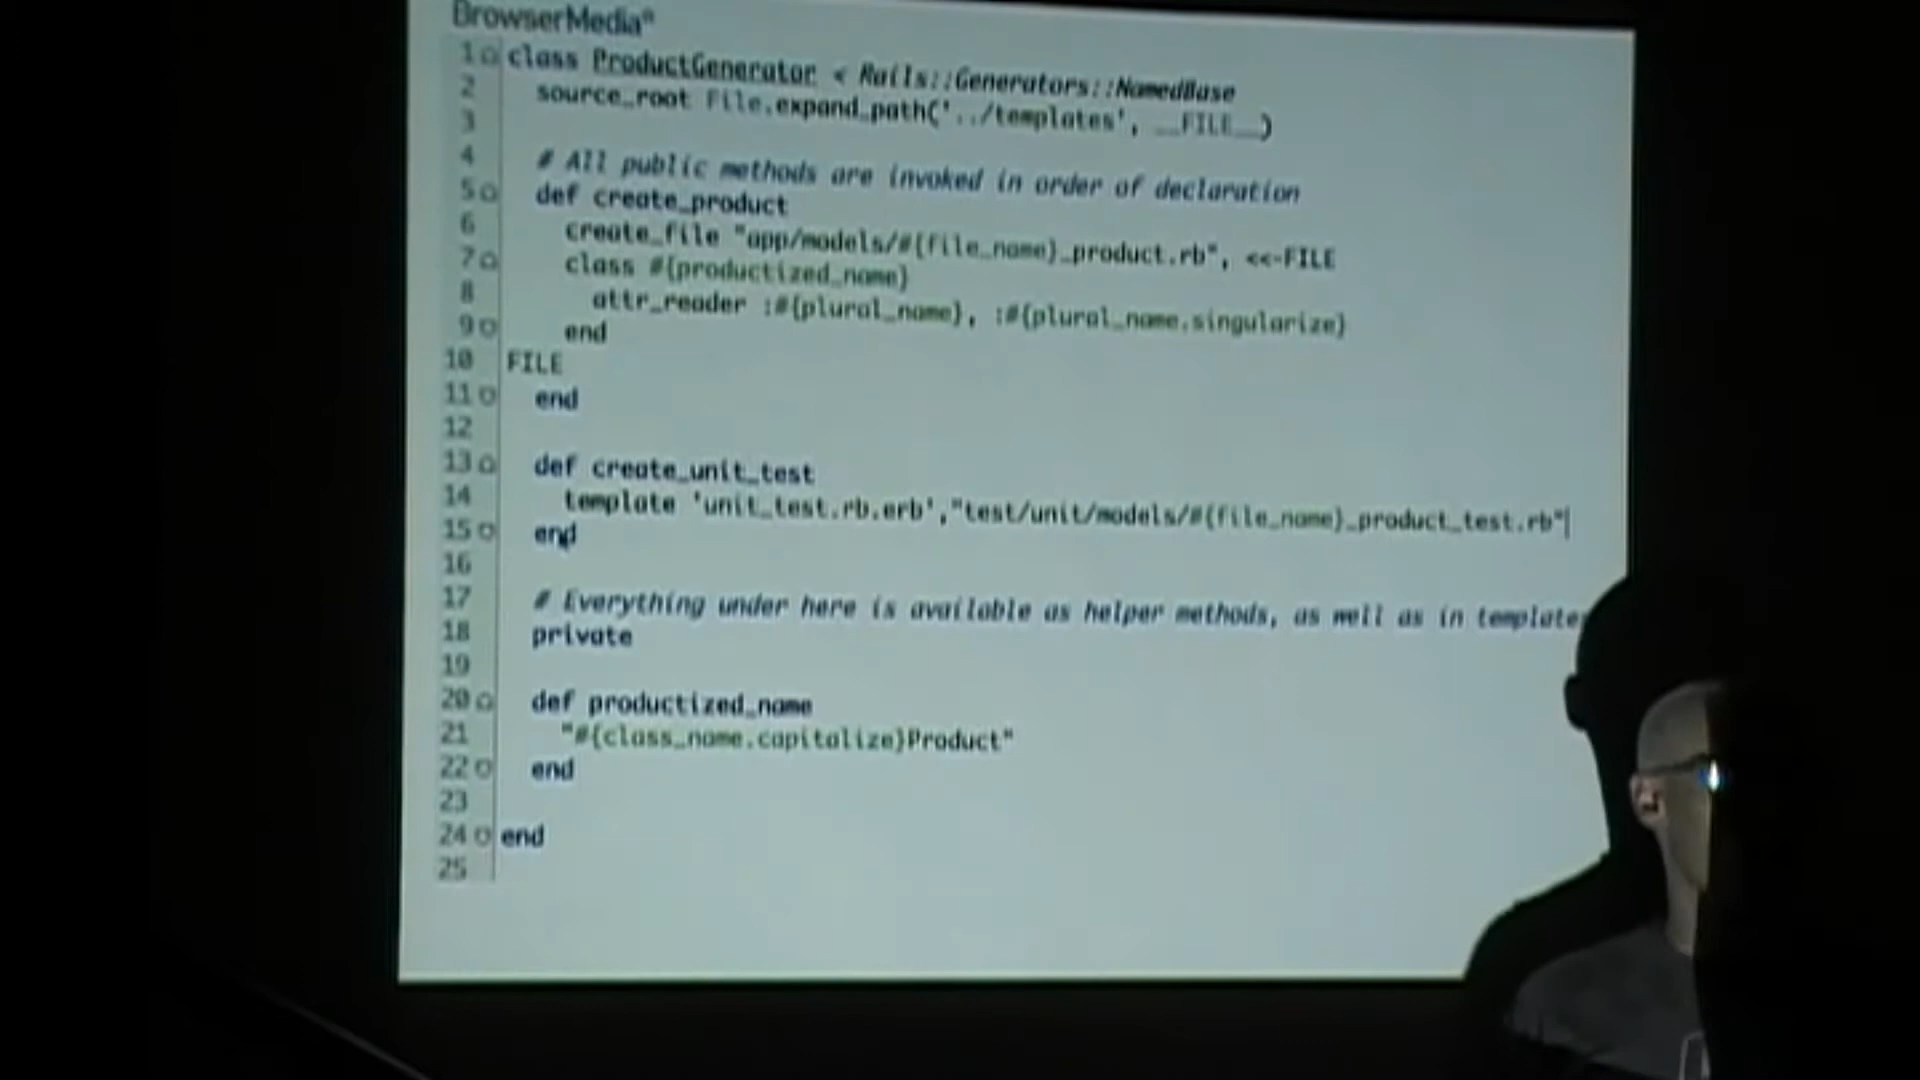 BrowserMedia®
1 class ProductGenerator < Rails::Generators::NamedBase
2 source_root File.expand_path('../templates', __FILE__)
3
4 # All public methods are invoked in order of declaration
5 def create_product
6 create_file "app/models/#{file_name}_product.rb", <<-FILE
7 class #{productized_name}
8 attr_reader :#{plural_name}, :#{plural_name.singularize}
9 end
10 FILE
11 end
12
13 def create_unit_test
14 template 'unit_test.rb.erb',"test/unit/models/#{file_name}_product_test.rb"
15 end
16
17 # Everything under here is available as helper methods, as well as in template
18 private
19
20 def productized_name
21 "#{class_name.capitalize}Product"
22 end
23
24 end
25